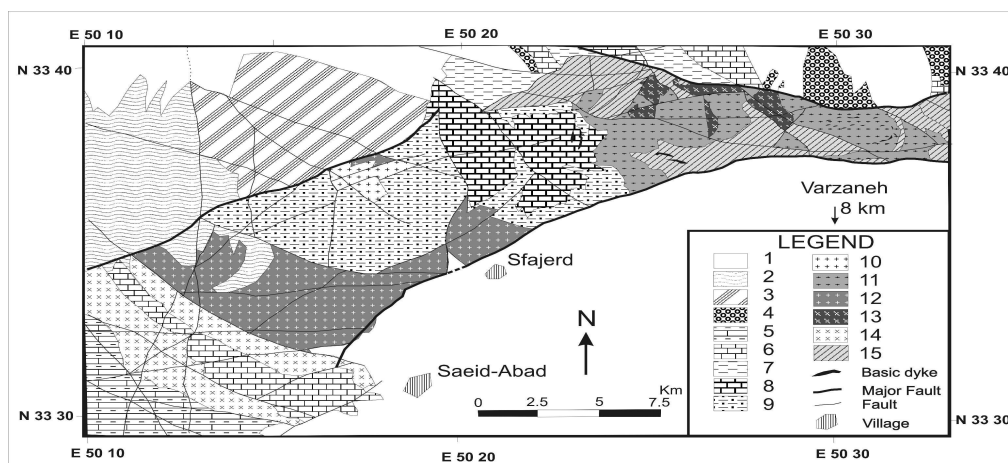 E 50 10
E 50 20
E 50 30
N 33 40
N 33 40
Varzaneh
8 km
LEGEND
1
2
3
4
5
6
7
8
9
10
11
12
13
14
15
Basic dyke
Major Fault
Fault
Village
Sfajerd
N
Saeid-Abad
Km
0
2.5
5
7.5
N 33 30
N 33 30
E 50 10
E 50 20
E 50 30